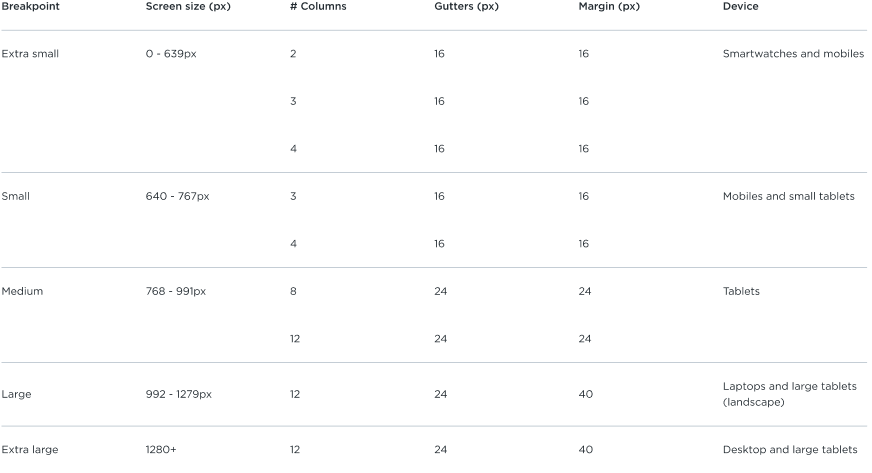 Breakpoint Screen size (px) # Columns Gutters (px) Margin (px) Device
Extra small 0 - 639px 2 16 16 Smartwatches and mobiles
3 16 16
4 16 16
Small 640 - 767px 3 16 16 Mobiles and small tablets
4 16 16
Medium 768 - 991px 8 24 24 Tablets
12 24 24
Large 992 - 1279px 12 24 40 Laptops and large tablets
(landscape)
Extra large 1280+ 12 24 40 Desktop and large tablets